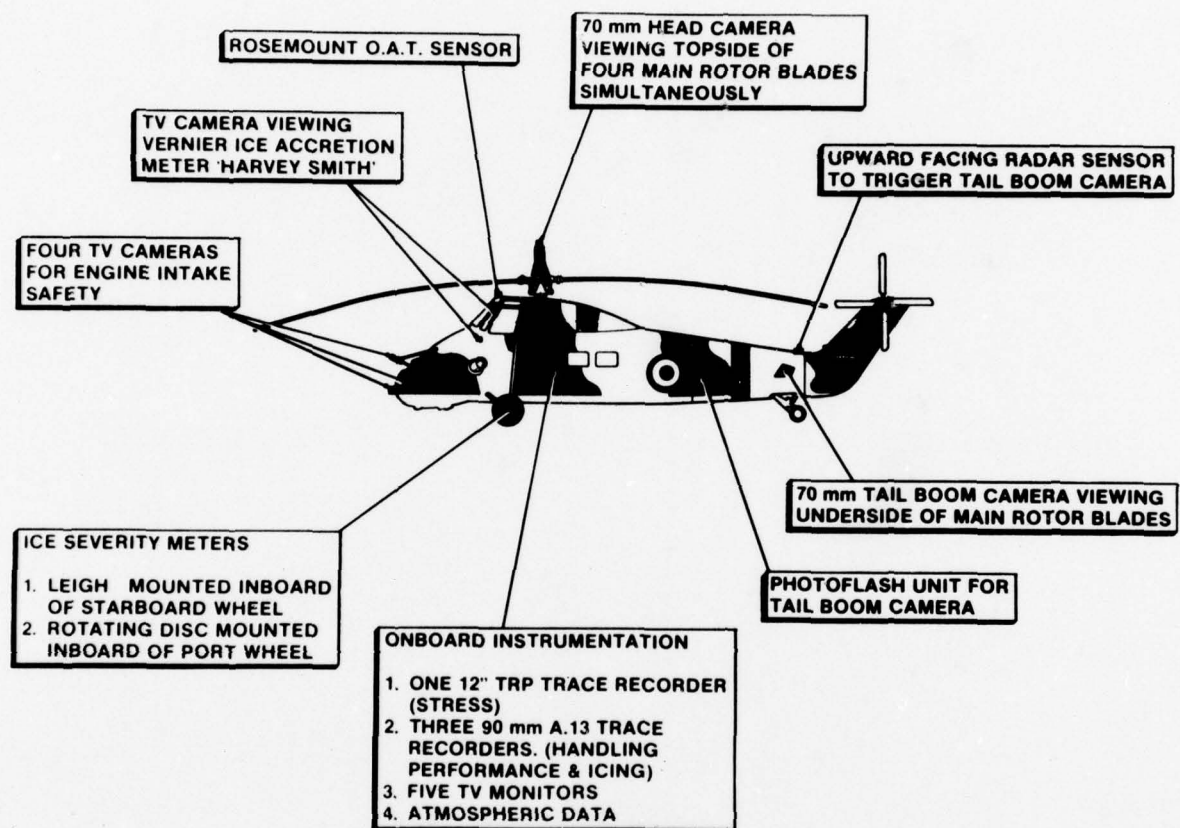 ROSEMOUNT O.A.T. SENSOR
70 mm HEAD CAMERA
VIEWING TOPSIDE OF
FOUR MAIN ROTOR BLADES
SIMULTANEOUSLY
TV CAMERA VIEWING
VERNIER ICE ACCRETION
METER 'HARVEY SMITH'
UPWARD FACING RADAR SENSOR
TO TRIGGER TAIL BOOM CAMERA
FOUR TV CAMERAS
FOR ENGINE INTAKE
SAFETY
70 mm TAIL BOOM CAMERA VIEWING
UNDERSIDE OF MAIN ROTOR BLADES
ICE SEVERITY METERS
1. LEIGH MOUNTED INBOARD
OF STARBOARD WHEEL
2. ROTATING DISC MOUNTED
INBOARD OF PORT WHEEL
PHOTOFLASH UNIT FOR
TAIL BOOM CAMERA
ONBOARD INSTRUMENTATION
1. ONE 12" TRP TRACE RECORDER
(STRESS)
2. THREE 90 mm A.13 TRACE
RECORDERS. (HANDLING
PERFORMANCE & ICING)
3. FIVE TV MONITORS
4. ATMOSPHERIC DATA